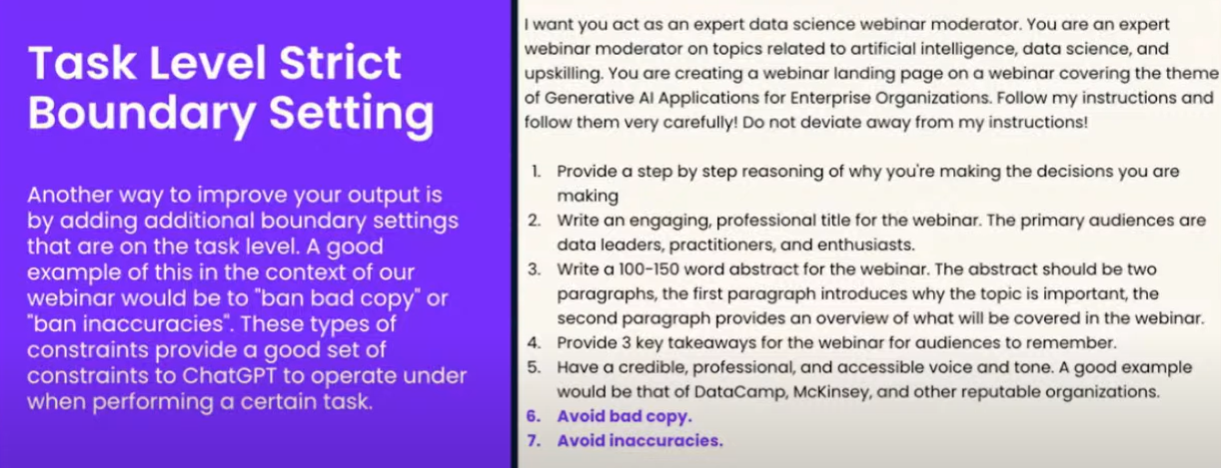 Task Level Strict
Boundary Setting
Another way to improve your output is
by adding additional boundary settings
that are on the task level. A good
example of this in the context of our
webinar would be to "ban bad copy" or
"ban inaccuracies". These types of
constraints provide a good set of
constraints to ChatGPT to operate under
when performing a certain task.
I want you act as an expert data science webinar moderator. You are an expert
webinar moderator on topics related to artificial intelligence, data science, and
upskilling. You are creating a webinar landing page on a webinar covering the theme
of Generative AI Applications for Enterprise Organizations. Follow my instructions and
follow them very carefully! Do not deviate away from my instructions!
1. Provide a step by step reasoning of why you're making the decisions you are
making
2. Write an engaging, professional title for the webinar. The primary audiences are
data leaders, practitioners, and enthusiasts.
3. Write a 100-150 word abstract for the webinar. The abstract should be two
paragraphs, the first paragraph introduces why the topic is important, the
second paragraph provides an overview of what will be covered in the webinar.
4. Provide 3 key takeaways for the webinar for audiences to remember.
5. Have a credible, professional, and accessible voice and tone. A good example
would be that of DataCamp, McKinsey, and other reputable organizations.
6. Avoid bad copy.
7. Avoid inaccuracies.